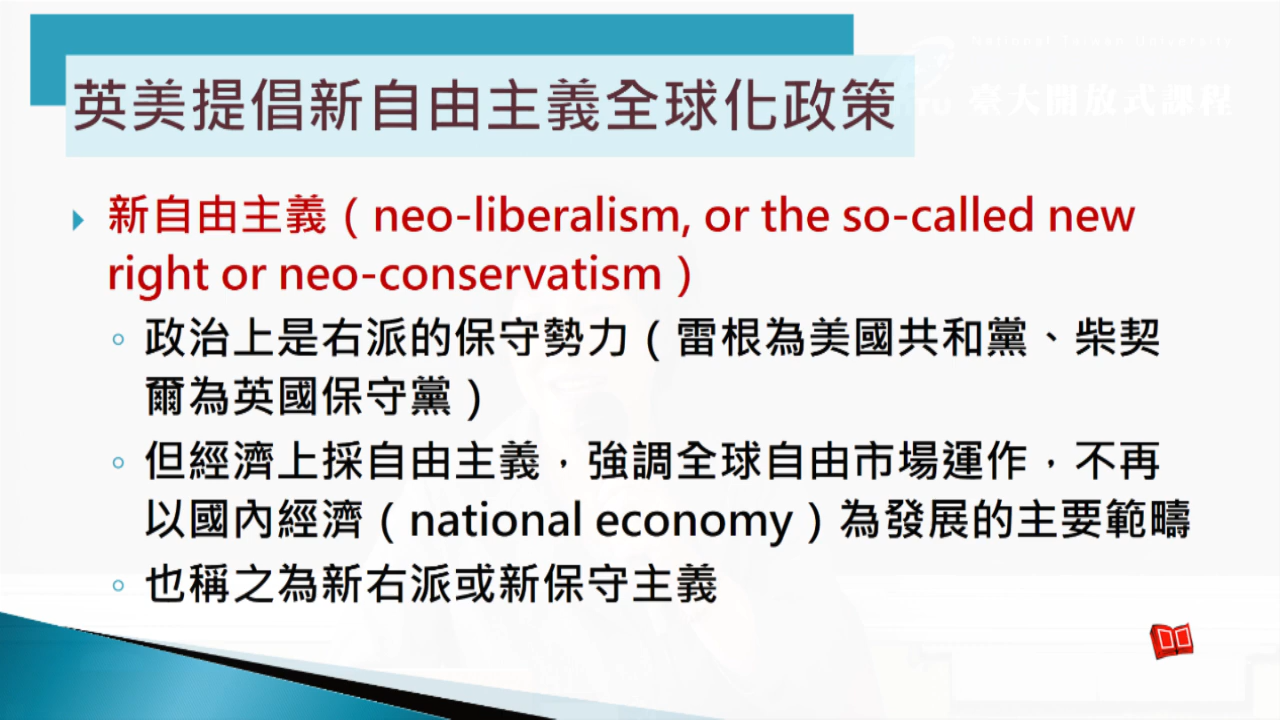 National Taiwan University
臺大開放式課程
英美提倡新自由主義全球化政策
新自由主義（neo-liberalism, or the so-called new
right or neo-conservatism）
政治上是右派的保守勢力（雷根為美國共和黨、柴契
爾為英國保守黨）
但經濟上採自由主義，強調全球自由市場運作，不再
以國內經濟（national economy）為發展的主要範疇
也稱之為新右派或新保守主義